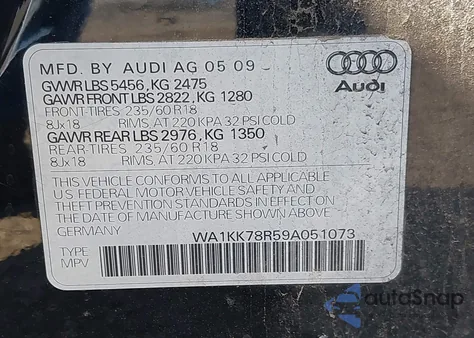 MFD. BY AUDI AG 05 09
GVWR LBS 5456, KG 2475
GAWR FRONT LBS 2822, KG 1280
FRONT-TIRES: 235/60 R18
8Jx18 RIMS AT 220 KPA 32 PSI COLD
GAWR REAR LBS 2976, KG 1350
REAR-TIRES: 235/60 R18
8Jx18 RIMS AT 220 KPA 32 PSI COLD
Audi
THIS VEHICLE CONFORMS TO ALL APPLICABLE
U.S. FEDERAL MOTOR VEHICLE SAFETY AND
THEFT PREVENTION STANDARDS IN EFFECT ON
THE DATE OF MANUFACTURE SHOWN ABOVE.
GERMANY WA1KK78R59A051073
TYPE
MPV
autoSnap